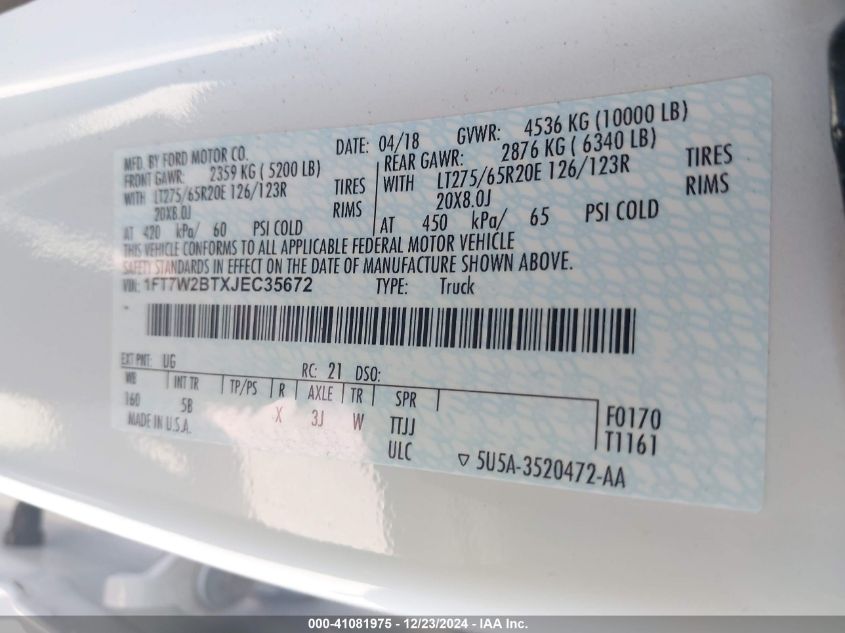 MFD. BY FORD MOTOR CO. DATE: 04/18 GVWR: 4536 KG (10000 LB)
FRONT GAWR: 2359 KG ( 5200 LB) REAR GAWR: 2876 KG ( 6340 LB)
WITH LT275/65R20E 126/123R TIRES WITH LT275/65R20E 126/123R TIRES
20X8.0J RIMS 20X8.0J RIMS
AT 420 kPa/ 60 PSI COLD AT 450 kPa/ 65 PSI COLD
THIS VEHICLE CONFORMS TO ALL APPLICABLE FEDERAL MOTOR VEHICLE
SAFETY STANDARDS IN EFFECT ON THE DATE OF MANUFACTURE SHOWN ABOVE.
VIN: 1FT7W2BTXJEC35672 TYPE: Truck
EXT PNT: UG RC: 21 DSO:
WB INT TR TP/PS R AXLE TR SPR
160 5B X 3J W TTJJ F0170
MADE IN U.S.A. ULC T1161
5U5A-3520472-AA
000-41081975 - 12/23/2024 - IAA Inc.